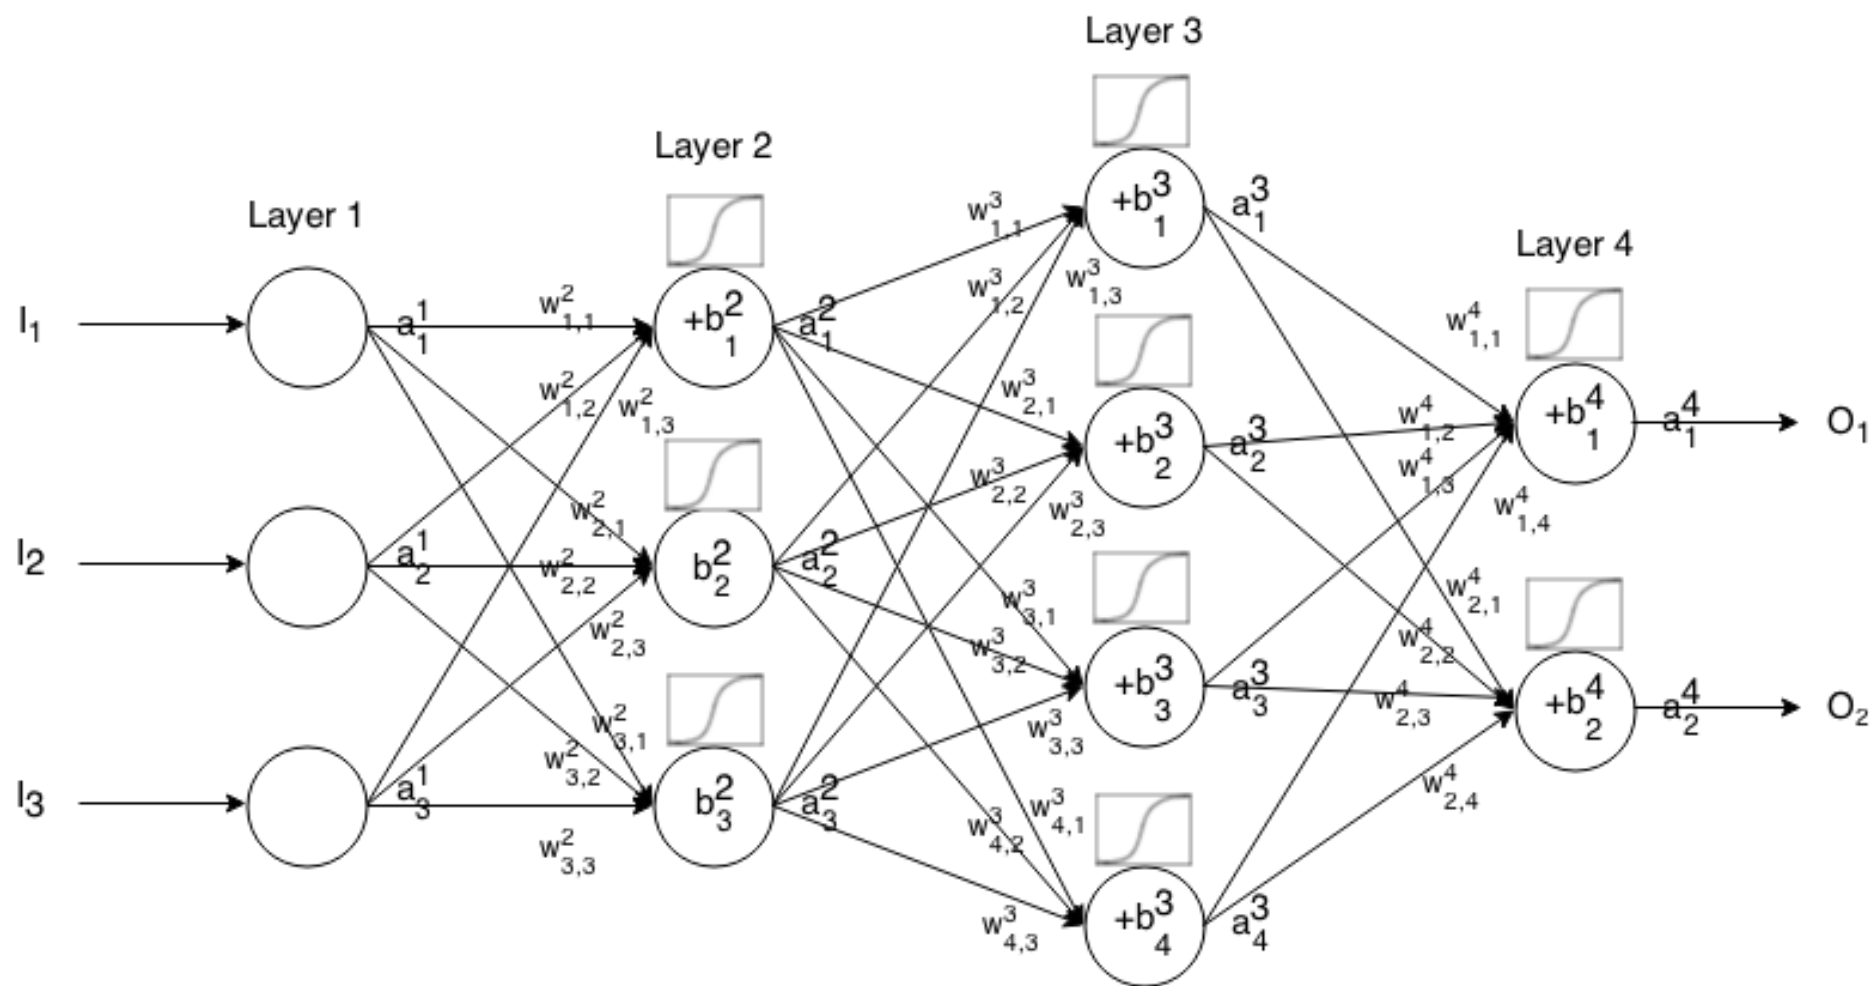 Layer 3
Layer 2
Layer 1
Layer 4
I₁
I₂
I₃
a¹₁
a¹₂
a¹₃
w²₁,₁
w²₁,₂
w²₁,₃
w²₂,₁
w²₂,₂
w²₂,₃
w²₃,₁
w²₃,₂
w²₃,₃
+b²₁
b²₂
b²₃
a²₁
a²₂
a²₃
w³₁,₁
w³₁,₂
w³₁,₃
w³₂,₁
w³₂,₂
w³₂,₃
w³₃,₁
w³₃,₂
w³₃,₃
w³₄,₁
w³₄,₂
w³₄,₃
+b³₁
+b³₂
+b³₃
+b³₄
a³₁
a³₂
a³₃
a³₄
w⁴₁,₁
w⁴₁,₂
w⁴₁,₃
w⁴₁,₄
w⁴₂,₁
w⁴₂,₂
w⁴₂,₃
w⁴₂,₄
+b⁴₁
+b⁴₂
a⁴₁
a⁴₂
O₁
O₂